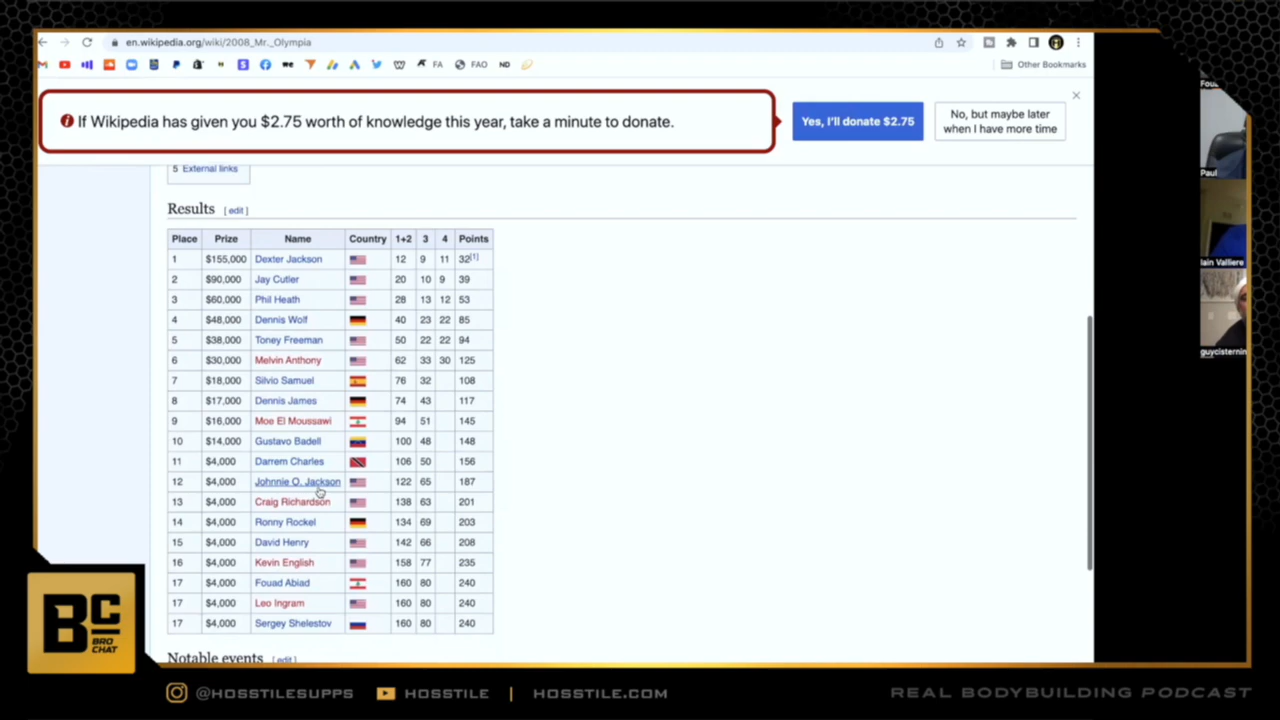 en.wikipedia.org/wiki/2008_Mr._Olympia
FA FAO ND Other Bookmarks
If Wikipedia has given you $2.75 worth of knowledge this year, take a minute to donate.
Yes, I'll donate $2.75
No, but maybe later
when I have more time
5 External links
Results [ edit ]
Place Prize Name Country 1+2 3 4 Points
1 $155,000 Dexter Jackson 12 9 11 32[1]
2 $90,000 Jay Cutler 20 10 9 39
3 $60,000 Phil Heath 28 13 12 53
4 $48,000 Dennis Wolf 40 23 22 85
5 $38,000 Toney Freeman 50 22 22 94
6 $30,000 Melvin Anthony 62 33 30 125
7 $18,000 Silvio Samuel 76 32 108
8 $17,000 Dennis James 74 43 117
9 $16,000 Moe El Moussawi 94 51 145
10 $14,000 Gustavo Badell 100 48 148
11 $4,000 Darrem Charles 106 50 156
12 $4,000 Johnnie O. Jackson 122 65 187
13 $4,000 Craig Richardson 138 63 201
14 $4,000 Ronny Rockel 134 69 203
15 $4,000 David Henry 142 66 208
16 $4,000 Kevin English 158 77 235
17 $4,000 Fouad Abiad 160 80 240
17 $4,000 Leo Ingram 160 80 240
17 $4,000 Sergey Shelestov 160 80 240
Notable events [ edit ]
Paul
Iain Valliere
guycisternin
BC
BRO
CHAT
@HOSSTILESUPPS HOSSTILE | HOSSTILE.COM
REAL BODYBUILDING PODCAST